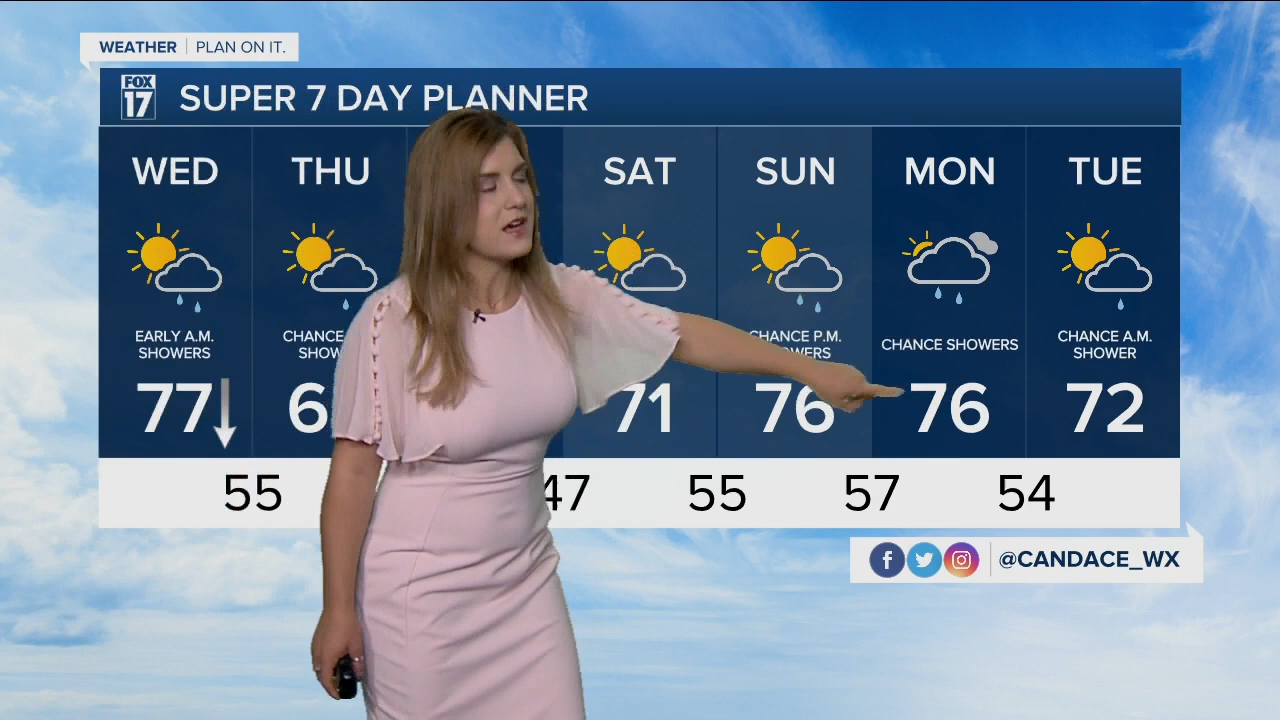 WEATHER | PLAN ON IT.
FOX 17
SUPER 7 DAY PLANNER
WED THU SAT SUN MON TUE
EARLY A.M. SHOWERS
CHANCE
CHANCE P.M.
CHANCE SHOWERS
CHANCE A.M. SHOWER
77 71 76 76 72
55 47 55 57 54
f
@CANDACE_WX